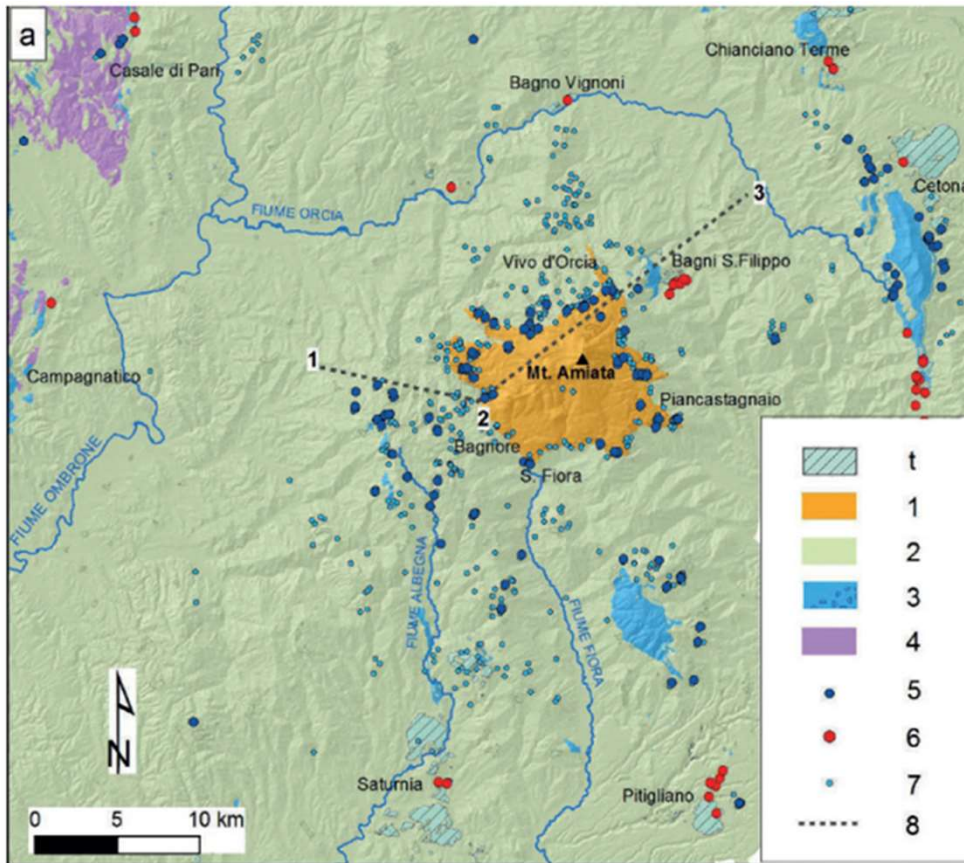 a
Casale di Pari
Chianciano Terme
Bagno Vignoni
Cetona
FIUME ORCIA
3
Vivo d'Orcia
Bagni S.Filippo
1
Mt. Amiata
Campagnatico
2
Piancastagnaio
Bagnore
S. Fiora
FIUME OMBRONE
FIUME ALBEGNA
FIUME FIORA
N
Saturnia
Pitigliano
0 5 10 km
t
1
2
3
4
5
6
7
8